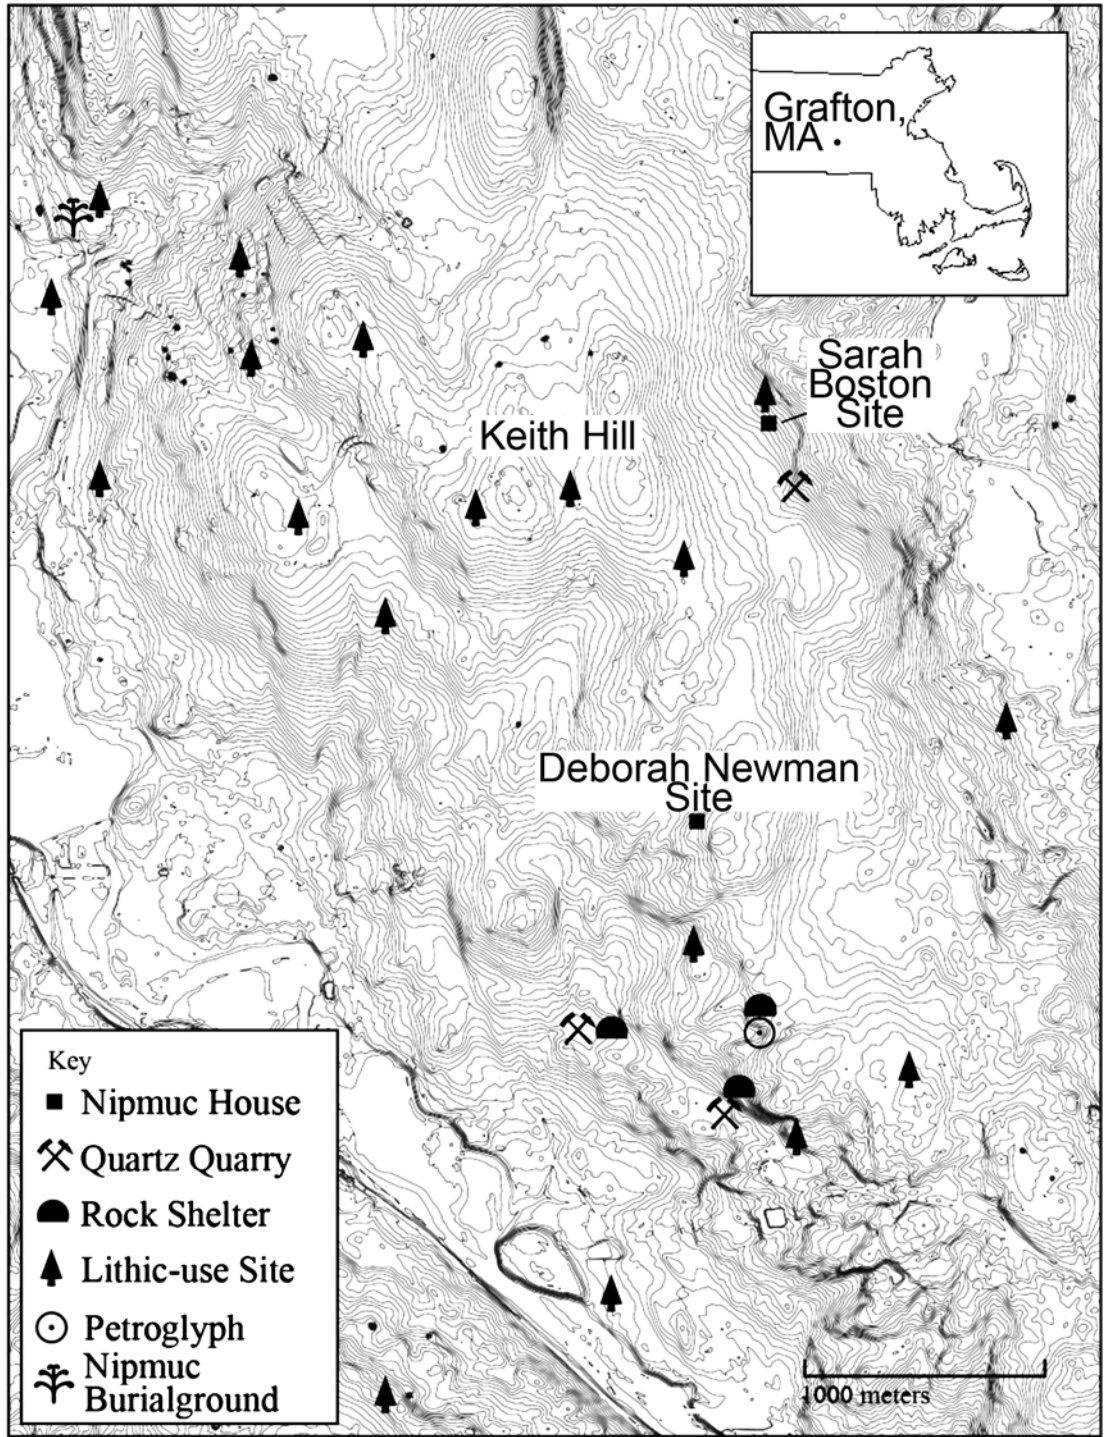 Grafton,
MA
Sarah
Boston
Site
Keith Hill
Deborah Newman
Site
Key
Nipmuc House
Quartz Quarry
Rock Shelter
Lithic-use Site
Petroglyph
Nipmuc
Burialground
1000 meters